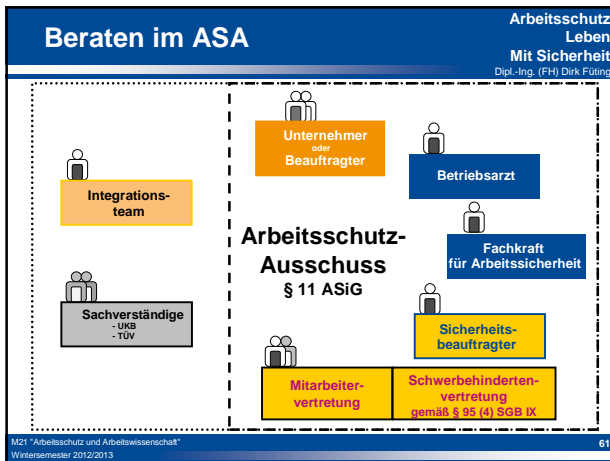 Beraten im ASA
Arbeitsschutz
Leben
Mit Sicherheit
Dipl.-Ing. (FH) Dirk Füting
Unternehmer
oder
Beauftragter
Betriebsarzt
Integrations-
team
Arbeitsschutz-
Ausschuss
§ 11 ASiG
Fachkraft
für Arbeitssicherheit
Sachverständige
- UKB
- TÜV
Sicherheits-
beauftragter
Mitarbeiter-
vertretung
Schwerbehinderten-
vertretung
gemäß § 95 (4) SGB IX
M21 "Arbeitsschutz und Arbeitswissenschaft"
Wintersemester 2012/2013
61